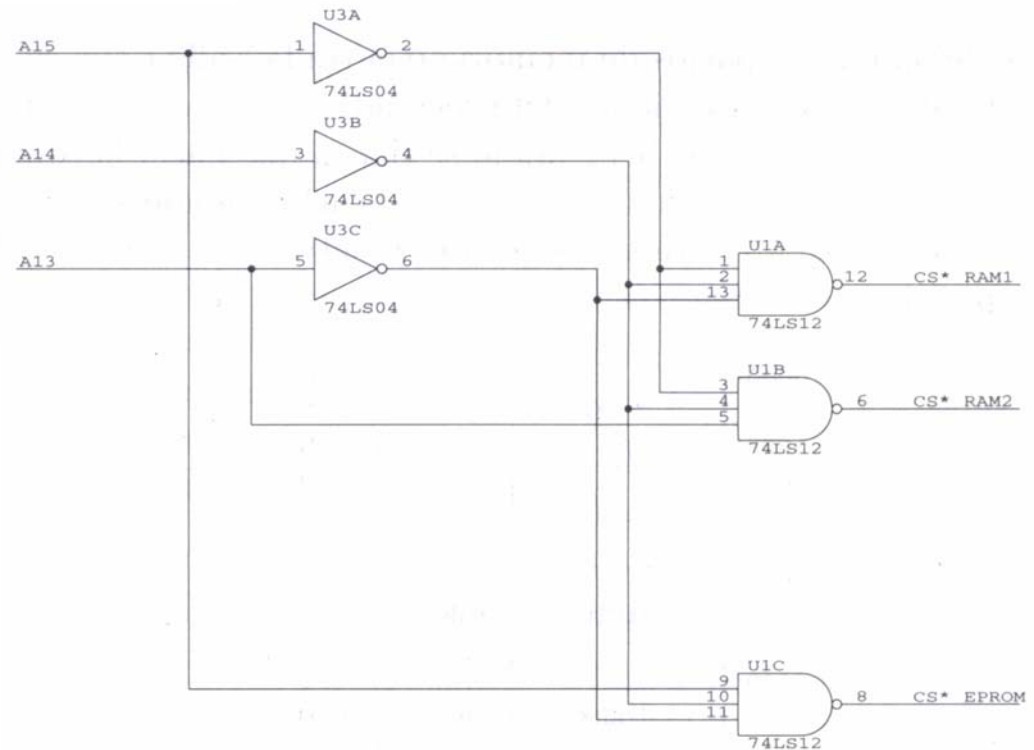 U3A
A15
1
2
74LS04
U3B
A14
3
4
74LS04
U3C
A13
5
6
74LS04
U1A
1
2
13
12
CS* RAM1
74LS12
U1B
3
4
5
6
CS* RAM2
74LS12
U1C
9
10
11
8
CS* EPROM
74LS12